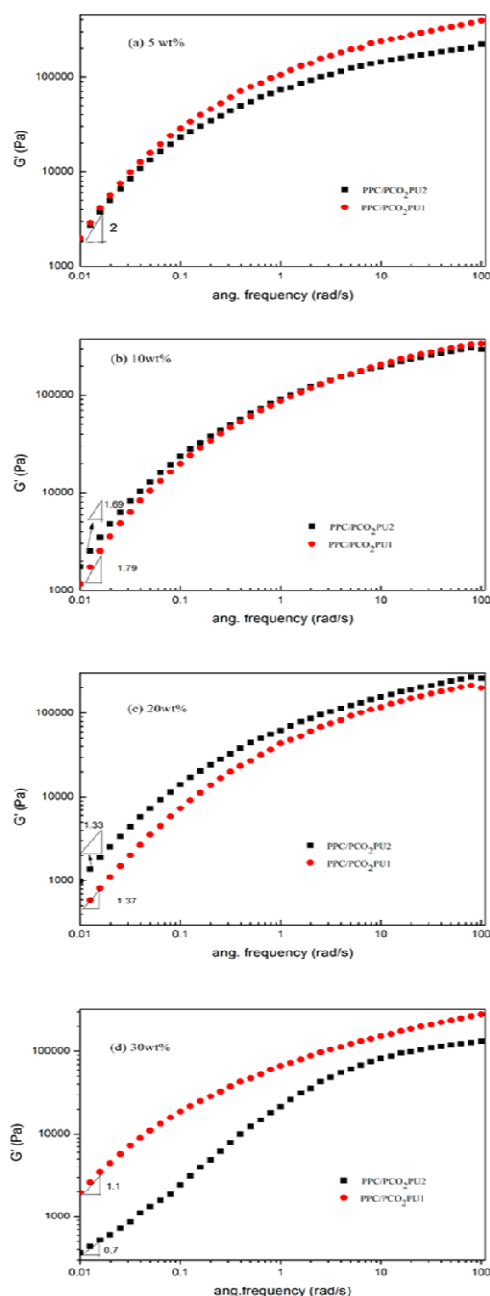 (a) 5 wt%
100000
10000
1000
G' (Pa)
2
PPC/PCO2PU2
PPC/PCO2PU1
0.01 0.1 1 10 100
ang. frequency (rad/s)
(b) 10wt%
100000
10000
1000
G' (Pa)
1.69
1.79
PPC/PCO2PU2
PPC/PCO2PU1
0.01 0.1 1 10 100
ang. frequency (rad/s)
(c) 20wt%
100000
10000
1000
G' (Pa)
1.33
1.37
PPC/PCO2PU2
PPC/PCO2PU1
0.01 0.1 1 10 100
ang. frequency (rad/s)
(d) 30wt%
100000
10000
1000
G' (Pa)
1.1
0.7
PPC/PCO2PU2
PPC/PCO2PU1
0.01 0.1 1 10 100
ang.frequency (rad/s)